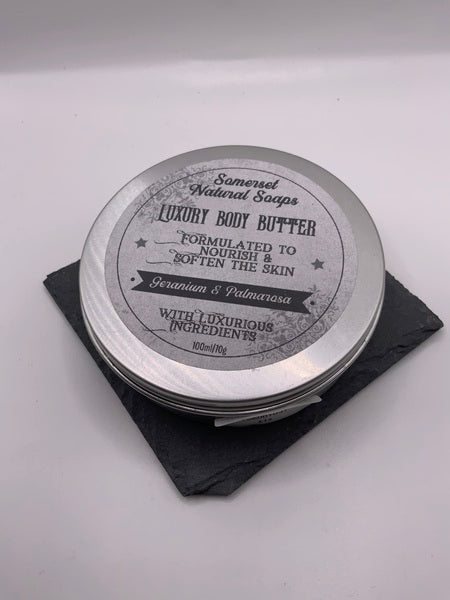 Somerset
Natural Soaps
LUXURY BODY BUTTER
FORMULATED TO
NOURISH &
SOFTEN THE SKIN
Geranium & Palmarosa
WITH LUXURIOUS
INGREDIENTS
100ml/70g